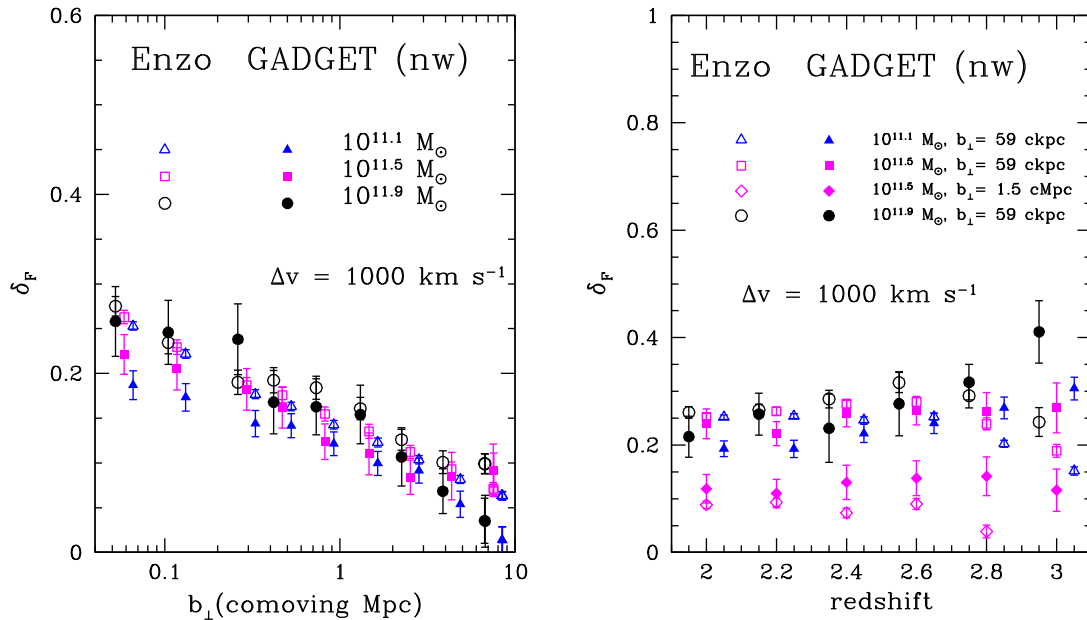 0.6
Enzo GADGET (nw)
10^11.1 M⊙
10^11.5 M⊙
10^11.9 M⊙
0.4
Δv = 1000 km s⁻¹
δ_F
0.2
0
0.1 1 10
b⊥(comoving Mpc)
1
Enzo GADGET (nw)
0.8
10^11.1 M⊙, b⊥= 59 ckpc
10^11.5 M⊙, b⊥= 59 ckpc
10^11.5 M⊙, b⊥= 1.5 cMpc
10^11.9 M⊙, b⊥= 59 ckpc
0.6
δ_F
Δv = 1000 km s⁻¹
0.4
0.2
0
2 2.2 2.4 2.6 2.8 3
redshift